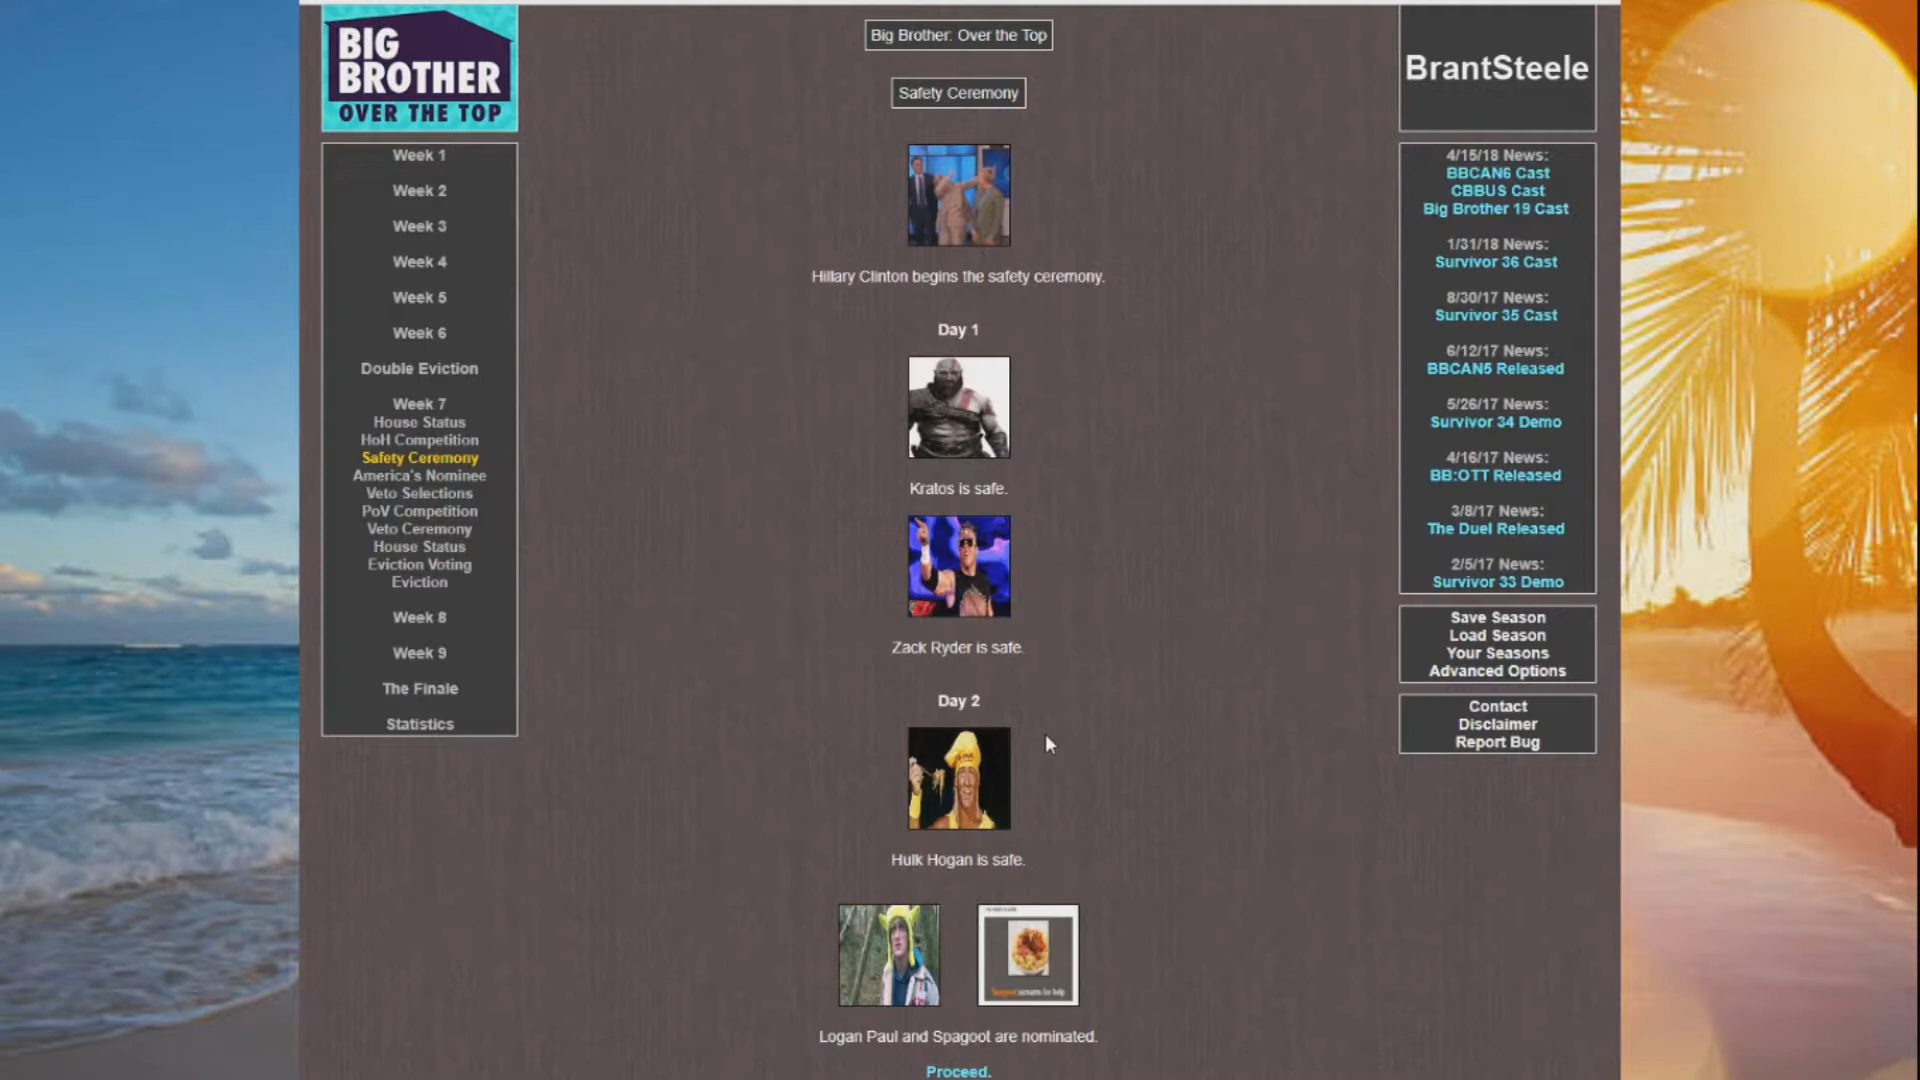 BIG
BROTHER
OVER THE TOP
Week 1
Week 2
Week 3
Week 4
Week 5
Week 6
Double Eviction
Week 7
House Status
HoH Competition
Safety Ceremony
America's Nominee
Veto Selections
PoV Competition
Veto Ceremony
House Status
Eviction Voting
Eviction
Week 8
Week 9
The Finale
Statistics
Big Brother: Over the Top
Safety Ceremony
Hillary Clinton begins the safety ceremony.
Day 1
Kratos is safe.
Zack Ryder is safe.
Day 2
Hulk Hogan is safe.
Logan Paul and Spagoot are nominated.
Proceed.
BrantSteele
4/15/18 News:
BBCAN6 Cast
CBBUS Cast
Big Brother 19 Cast
1/31/18 News:
Survivor 36 Cast
8/30/17 News:
Survivor 35 Cast
6/12/17 News:
BBCAN5 Released
5/26/17 News:
Survivor 34 Demo
4/16/17 News:
BB:OTT Released
3/8/17 News:
The Duel Released
2/5/17 News:
Survivor 33 Demo
Save Season
Load Season
Your Seasons
Advanced Options
Contact
Disclaimer
Report Bug